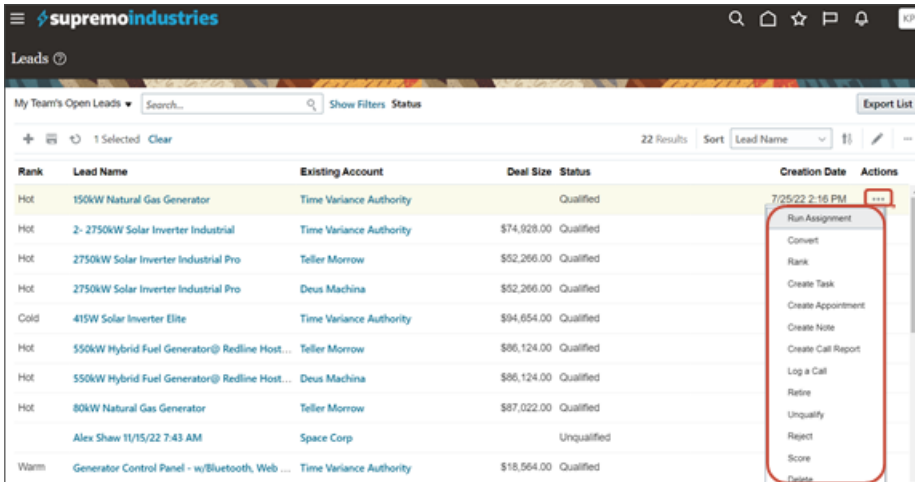 supremoindustries
KP
Leads
My Team's Open Leads Search... Show Filters Status Export List
1 Selected Clear 22 Results Sort Lead Name
Rank Lead Name Existing Account Deal Size Status Creation Date Actions
Hot 150kW Natural Gas Generator Time Variance Authority Qualified 7/25/22 2:16 PM ...
Hot 2- 2750kW Solar Inverter Industrial Time Variance Authority $74,928.00 Qualified
Hot 2750kW Solar Inverter Industrial Pro Teller Morrow $52,266.00 Qualified
Hot 2750kW Solar Inverter Industrial Pro Deus Machina $52,266.00 Qualified
Cold 415W Solar Inverter Elite Time Variance Authority $94,654.00 Qualified
Hot 550kW Hybrid Fuel Generator@ Redline Host... Teller Morrow $86,124.00 Qualified
Hot 550kW Hybrid Fuel Generator@ Redline Host... Deus Machina $86,124.00 Qualified
Hot 80kW Natural Gas Generator Teller Morrow $87,022.00 Qualified
Alex Shaw 11/15/22 7:43 AM Space Corp Unqualified
Warm Generator Control Panel - w/Bluetooth, Web ... Time Variance Authority $18,564.00 Qualified
Run Assignment
Convert
Rank
Create Task
Create Appointment
Create Note
Create Call Report
Log a Call
Retire
Unqualify
Reject
Score
Delete